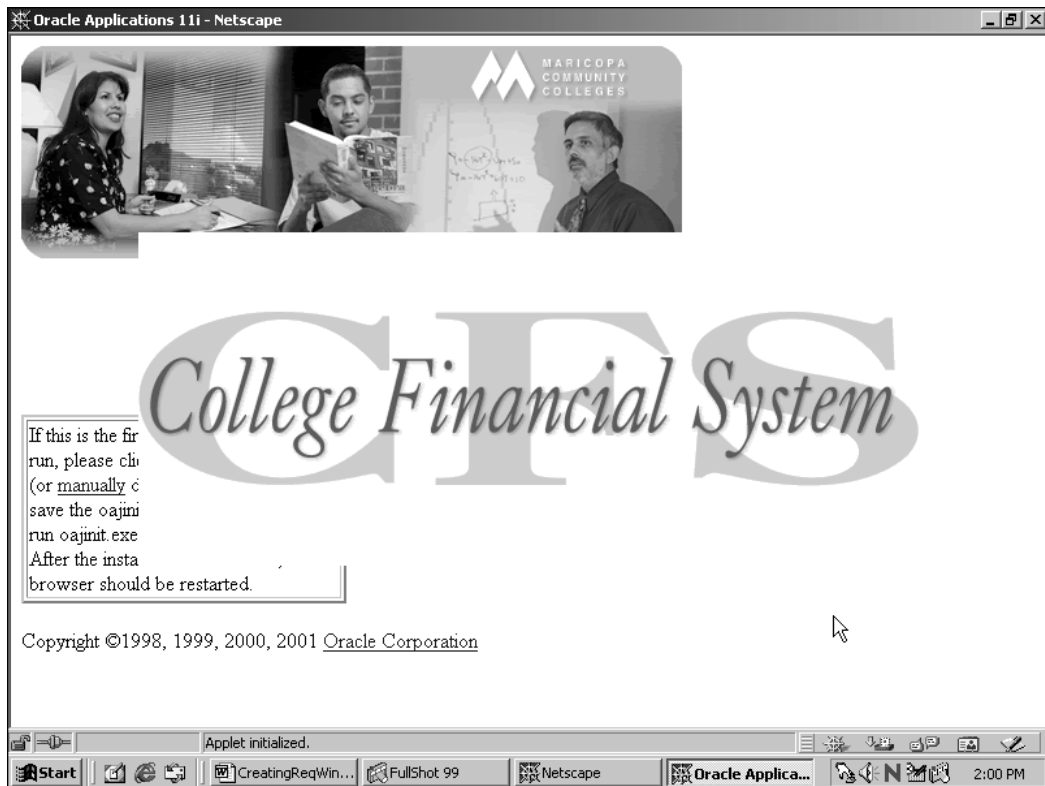 Oracle Applications 11i - Netscape
MARICOPA
COMMUNITY
COLLEGES
CFS
College Financial System
If this is the fir
run, please cli
(or manually d
save the oajini
run oajinit.exe
After the insta
browser should be restarted.
Copyright ©1998, 1999, 2000, 2001 Oracle Corporation
Applet initialized.
Start
CreatingReqWin...
FullShot 99
Netscape
Oracle Applica...
N
2:00 PM